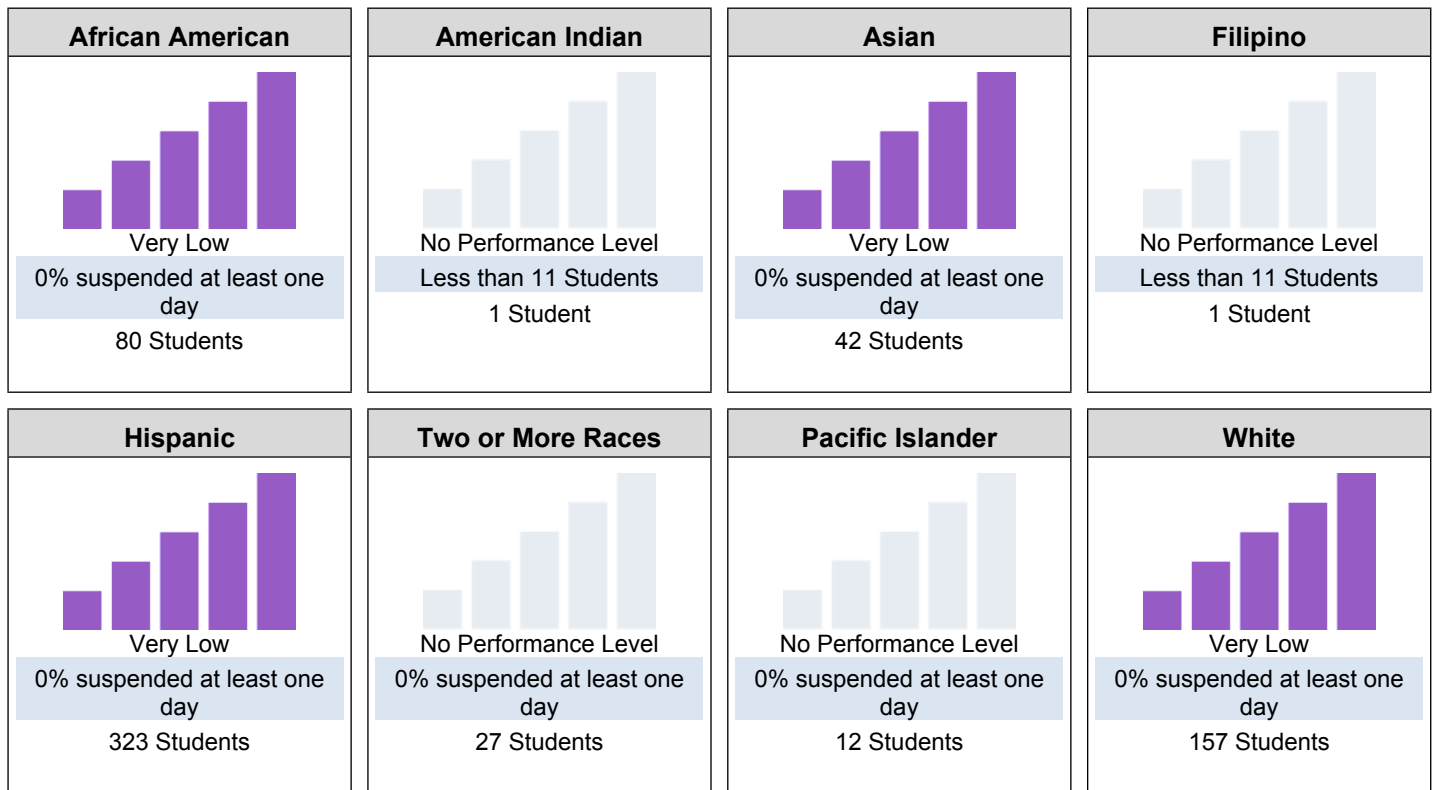 African American
Very Low
0% suspended at least one
day
80 Students
American Indian
No Performance Level
Less than 11 Students
1 Student
Asian
Very Low
0% suspended at least one
day
42 Students
Filipino
No Performance Level
Less than 11 Students
1 Student
Hispanic
Very Low
0% suspended at least one
day
323 Students
Two or More Races
No Performance Level
0% suspended at least one
day
27 Students
Pacific Islander
No Performance Level
0% suspended at least one
day
12 Students
White
Very Low
0% suspended at least one
day
157 Students